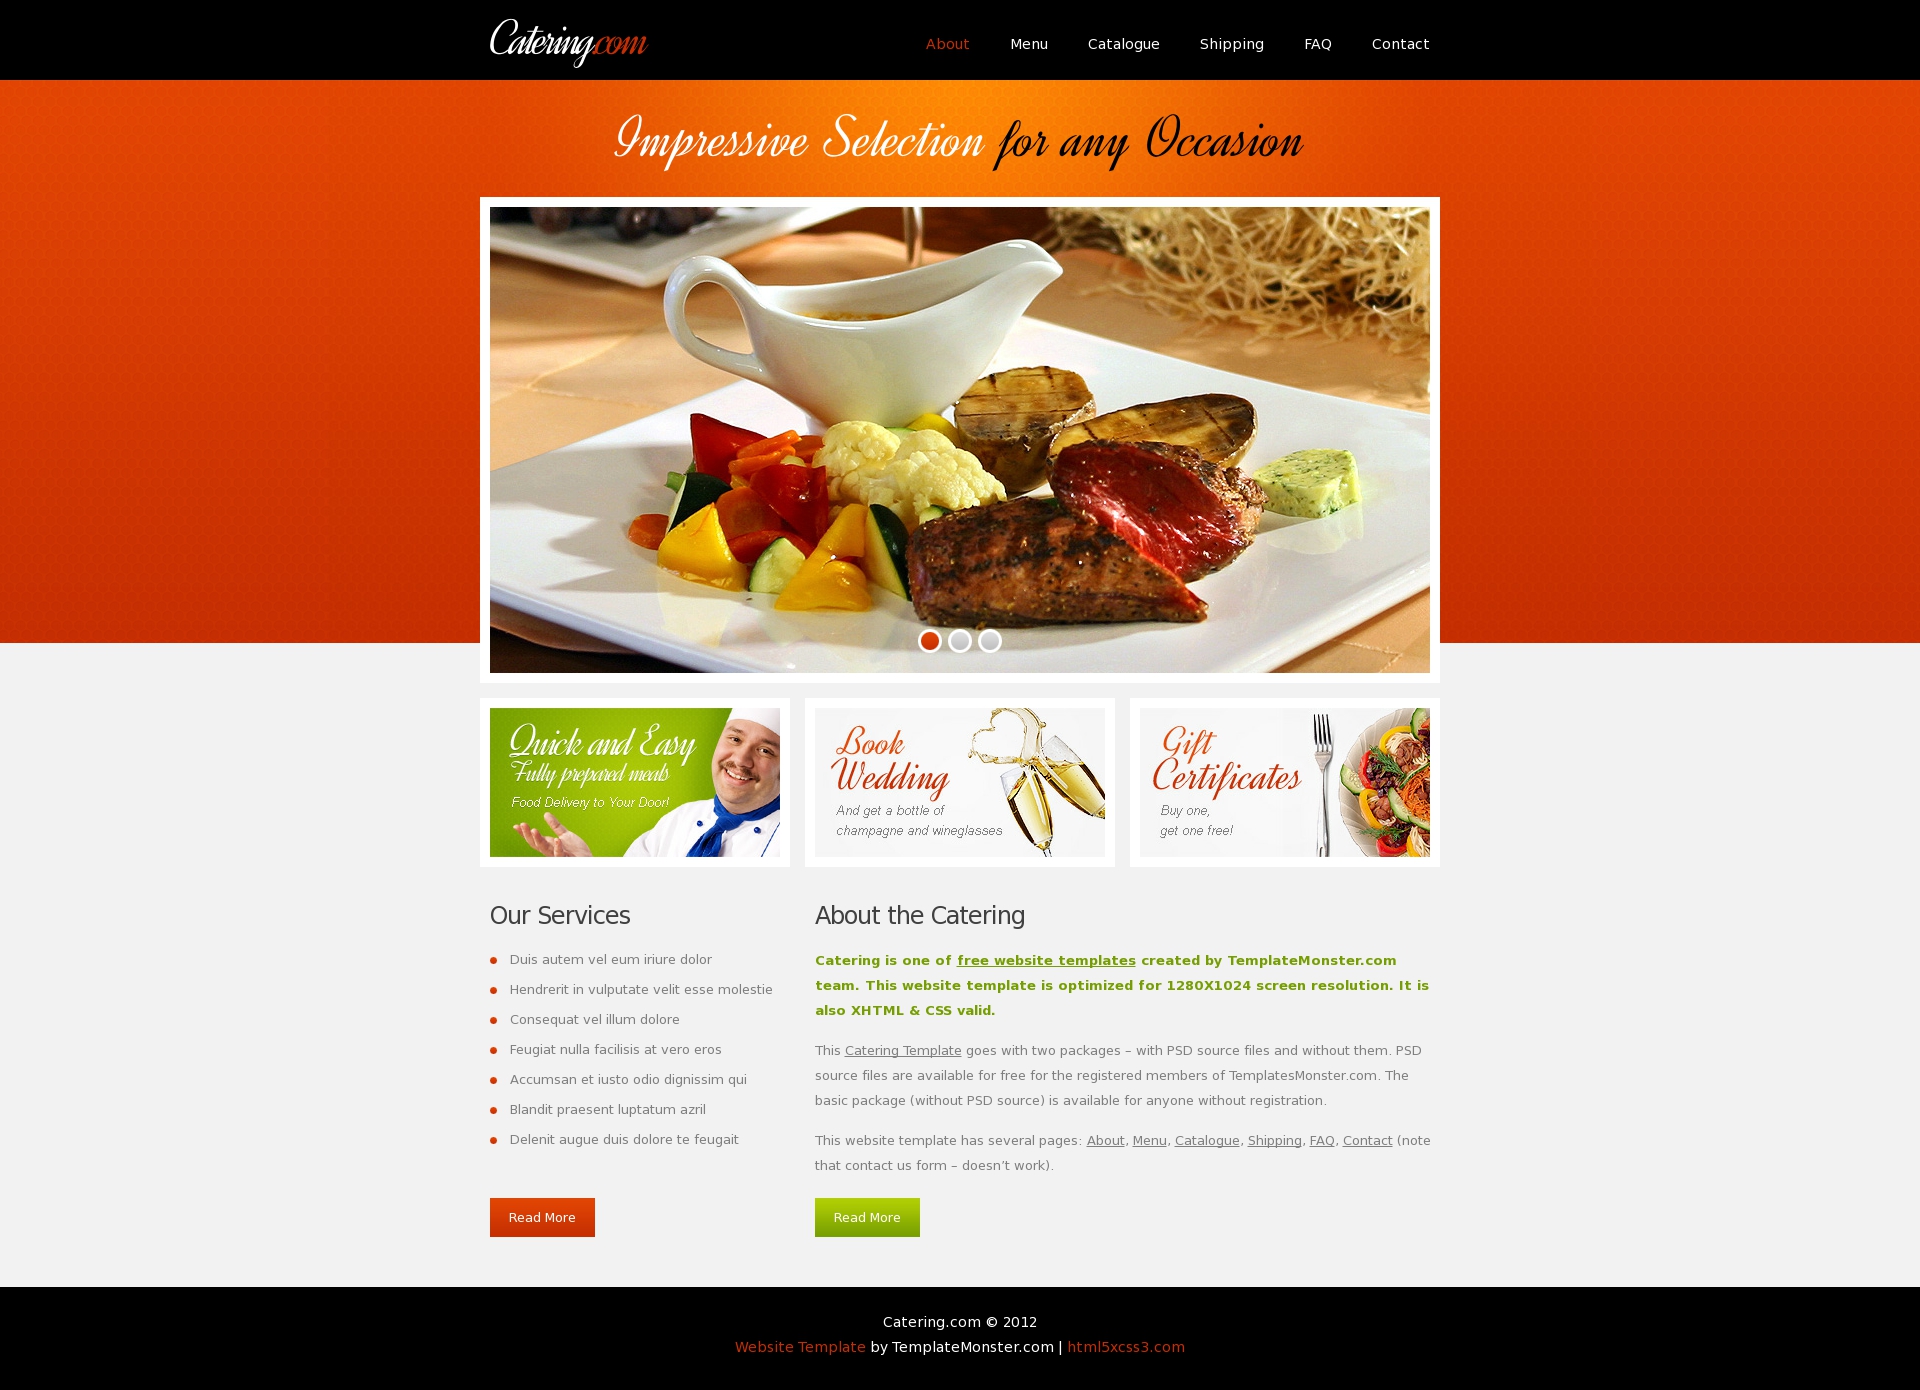 Catering.com
About Menu Catalogue Shipping FAQ Contact
Impressive Selection for any Occasion
Quick and Easy
Fully prepared meals
Food Delivery to Your Door!
Book
Wedding
And get a bottle of
champagne and wineglasses
Gift
Certificates
Buy one,
get one free!
Our Services
Duis autem vel eum iriure dolor
Hendrerit in vulputate velit esse molestie
Consequat vel illum dolore
Feugiat nulla facilisis at vero eros
Accumsan et iusto odio dignissim qui
Blandit praesent luptatum azril
Delenit augue duis dolore te feugait
Read More
About the Catering
Catering is one of free website templates created by TemplateMonster.com
team. This website template is optimized for 1280X1024 screen resolution. It is
also XHTML & CSS valid.
This Catering Template goes with two packages – with PSD source files and without them. PSD
source files are available for free for the registered members of TemplatesMonster.com. The
basic package (without PSD source) is available for anyone without registration.
This website template has several pages: About, Menu, Catalogue, Shipping, FAQ, Contact (note
that contact us form – doesn’t work).
Read More
Catering.com © 2012
Website Template by TemplateMonster.com | html5xcss3.com